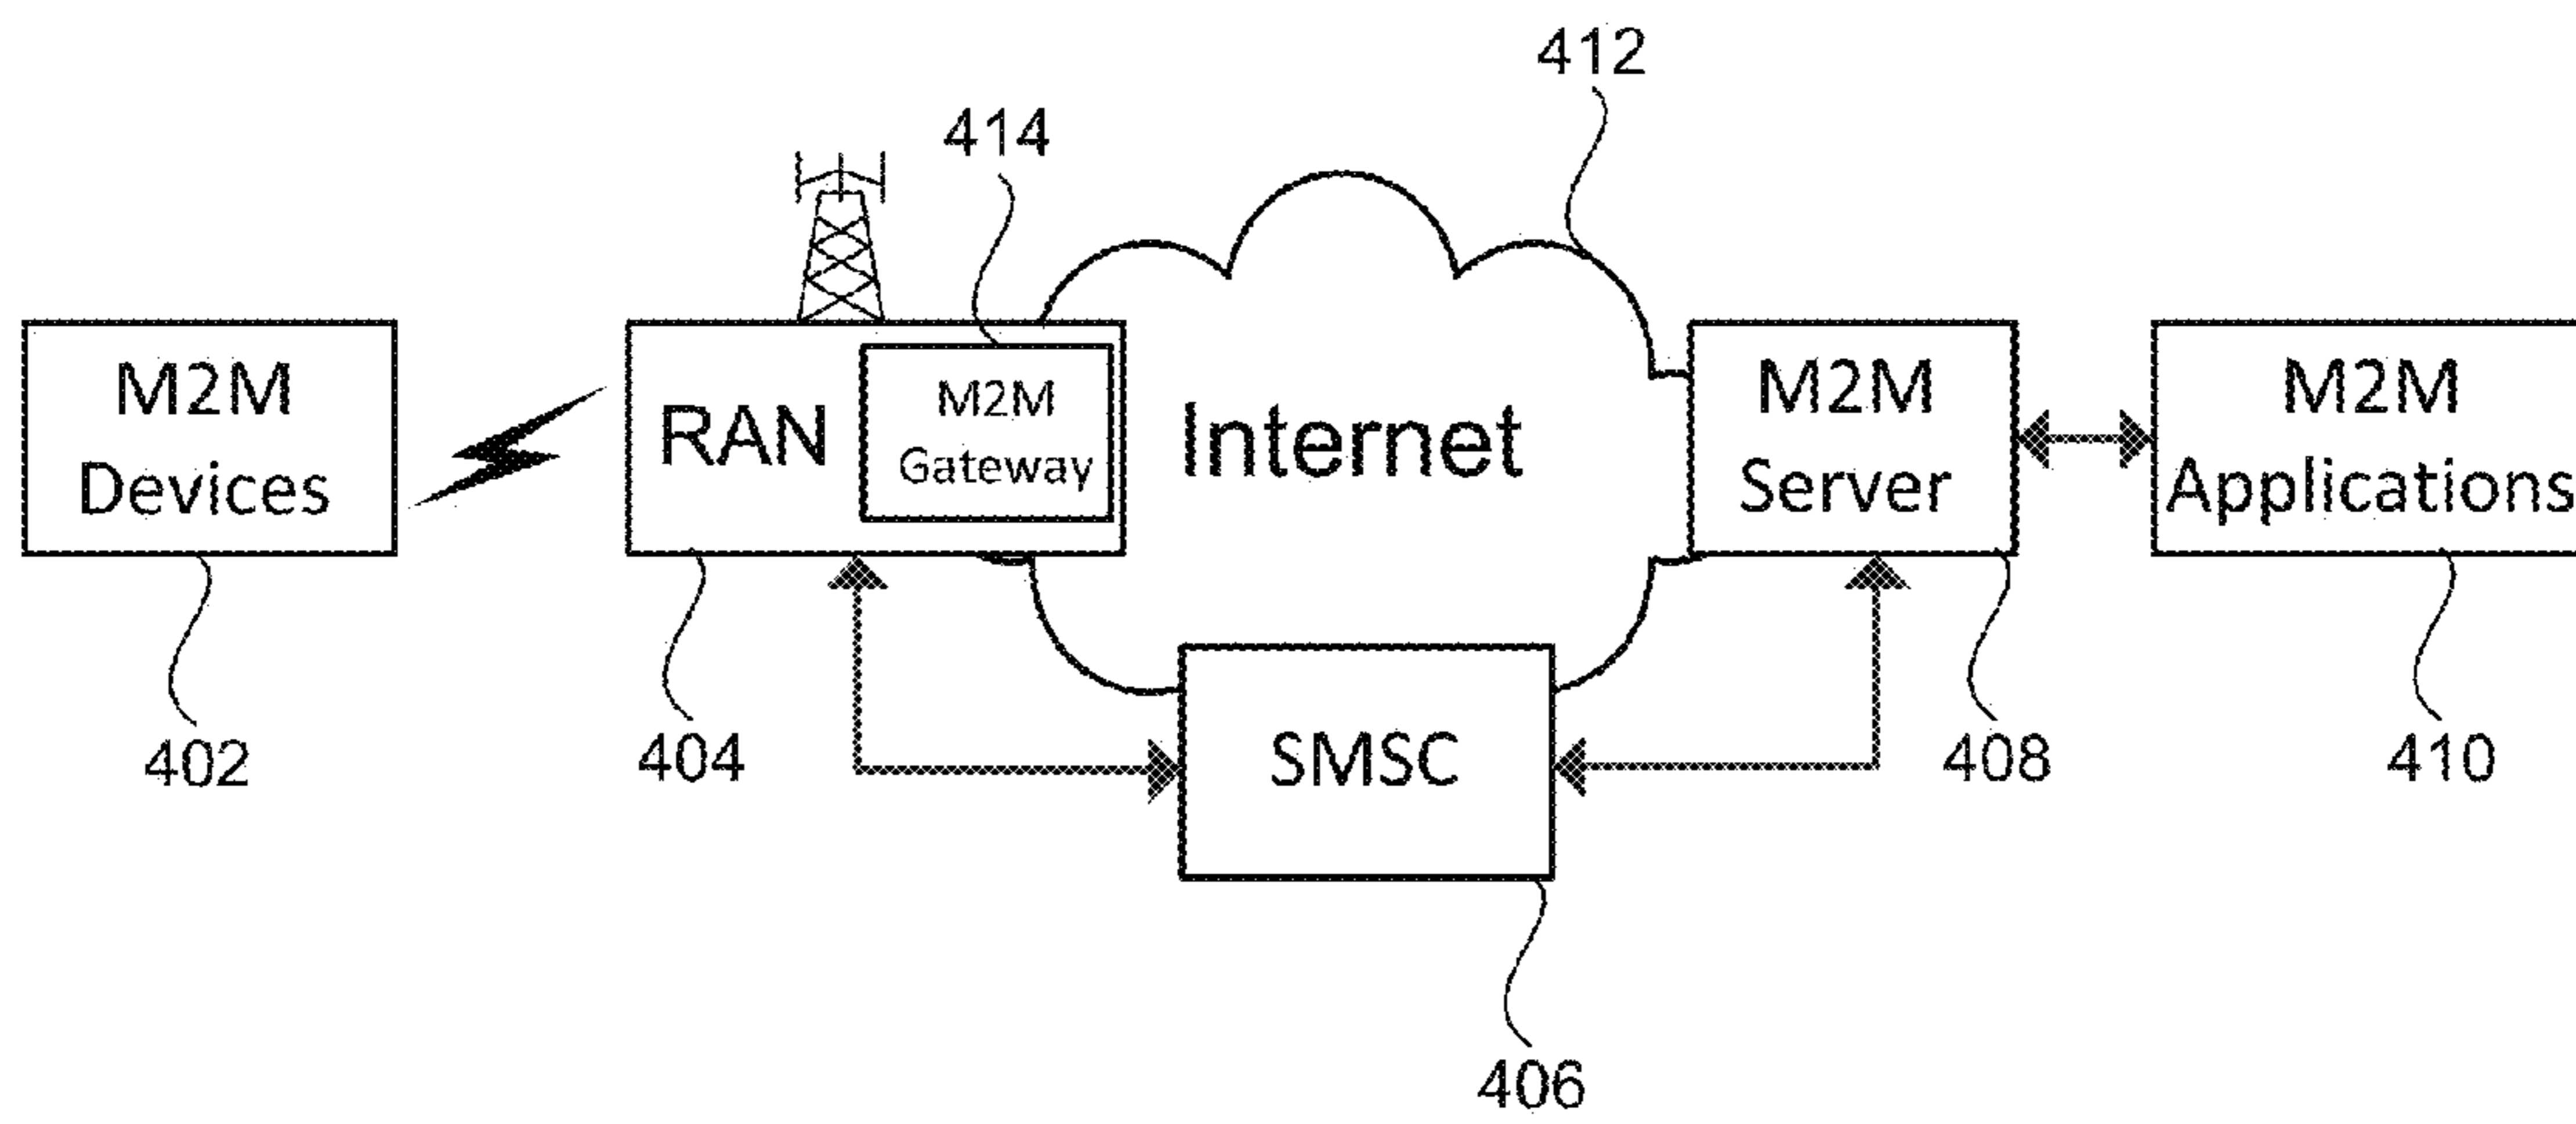 412
414
M2M
Devices
RAN
M2M
Gateway
Internet
M2M
Server
M2M
Applications
402
404
SMSC
408
410
406